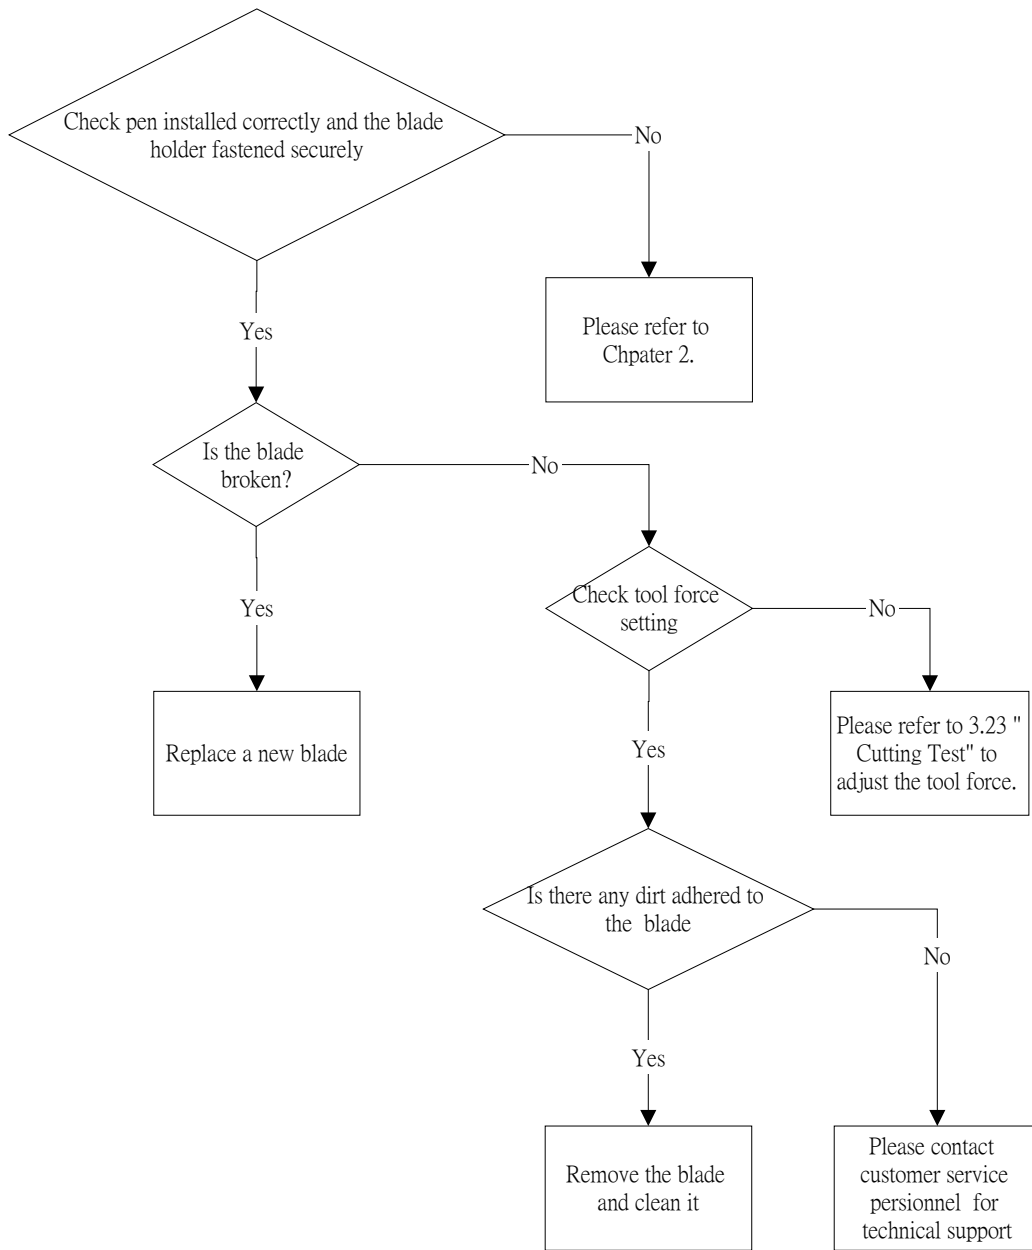 Check pen installed correctly and the blade
holder fastened securely
No
Please refer to
Chpater 2.
Yes
Is the blade
broken?
No
Yes
Check tool force
setting
No
Replace a new blade
Please refer to 3.23 "
Cutting Test" to
adjust the tool force.
Yes
Is there any dirt adhered to
the blade
No
Yes
Remove the blade
and clean it
Please contact
customer service
persionnel for
technical support